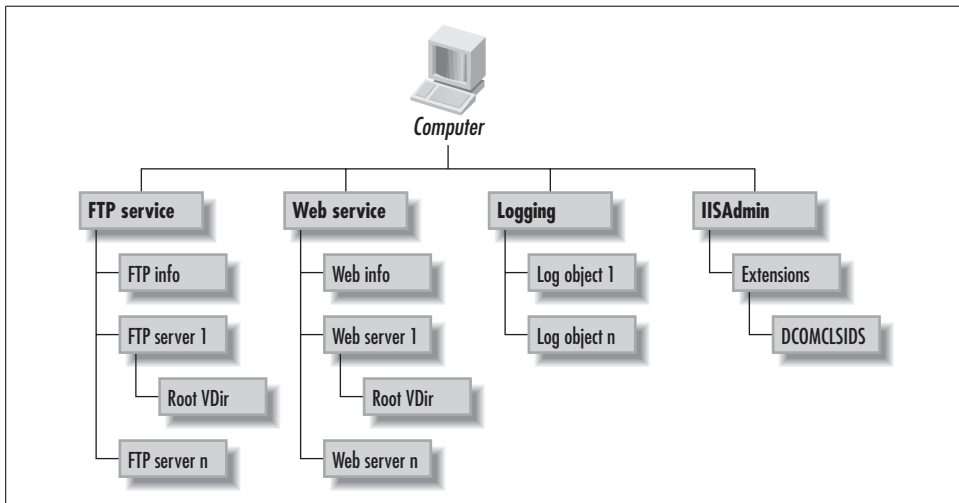 Computer
FTP service
Web service
Logging
IISAdmin
FTP info
Web info
Log object 1
Extensions
FTP server 1
Web server 1
Log object n
DCOMCLSIDS
Root VDir
Root VDir
FTP server n
Web server n